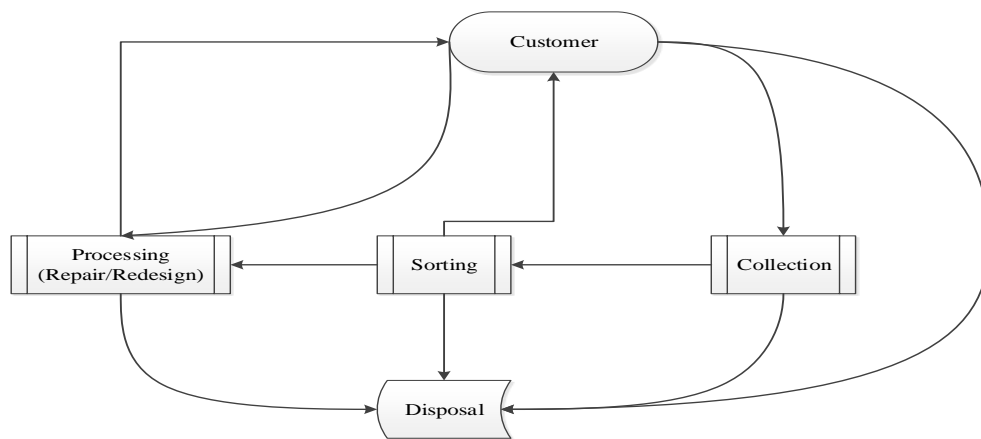 Customer
Processing
(Repair/Redesign)
Sorting
Collection
Disposal